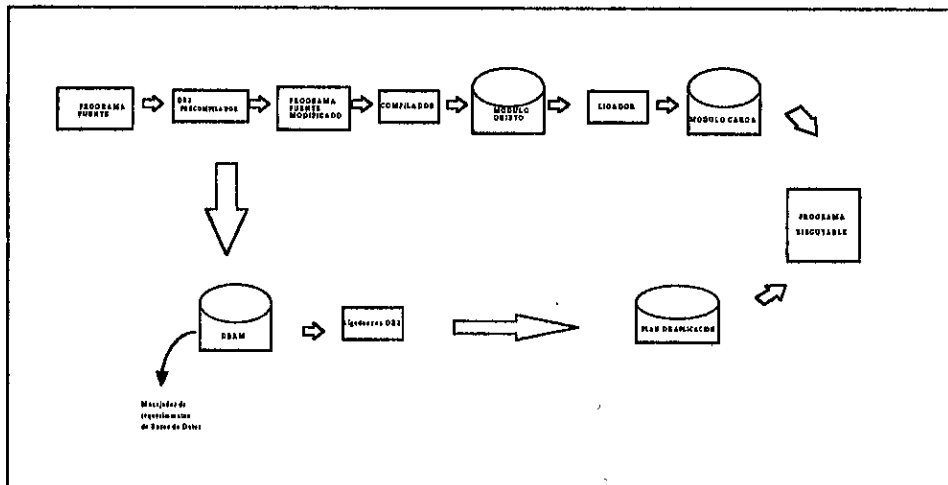 PROGRAMA
FUENTE
DB2
PRECOMPILADOR
PROGRAMA
FUENTE
MODIFICADO
COMPILADOR
MODULO
OBJETO
LIGADOR
MODULO CARGA
PROGRAMA
EJECUTABLE
DBRM
Ligadores DB2
PLAN DE APLICACION
Manejador de
requerimientos
de Bases de Datos